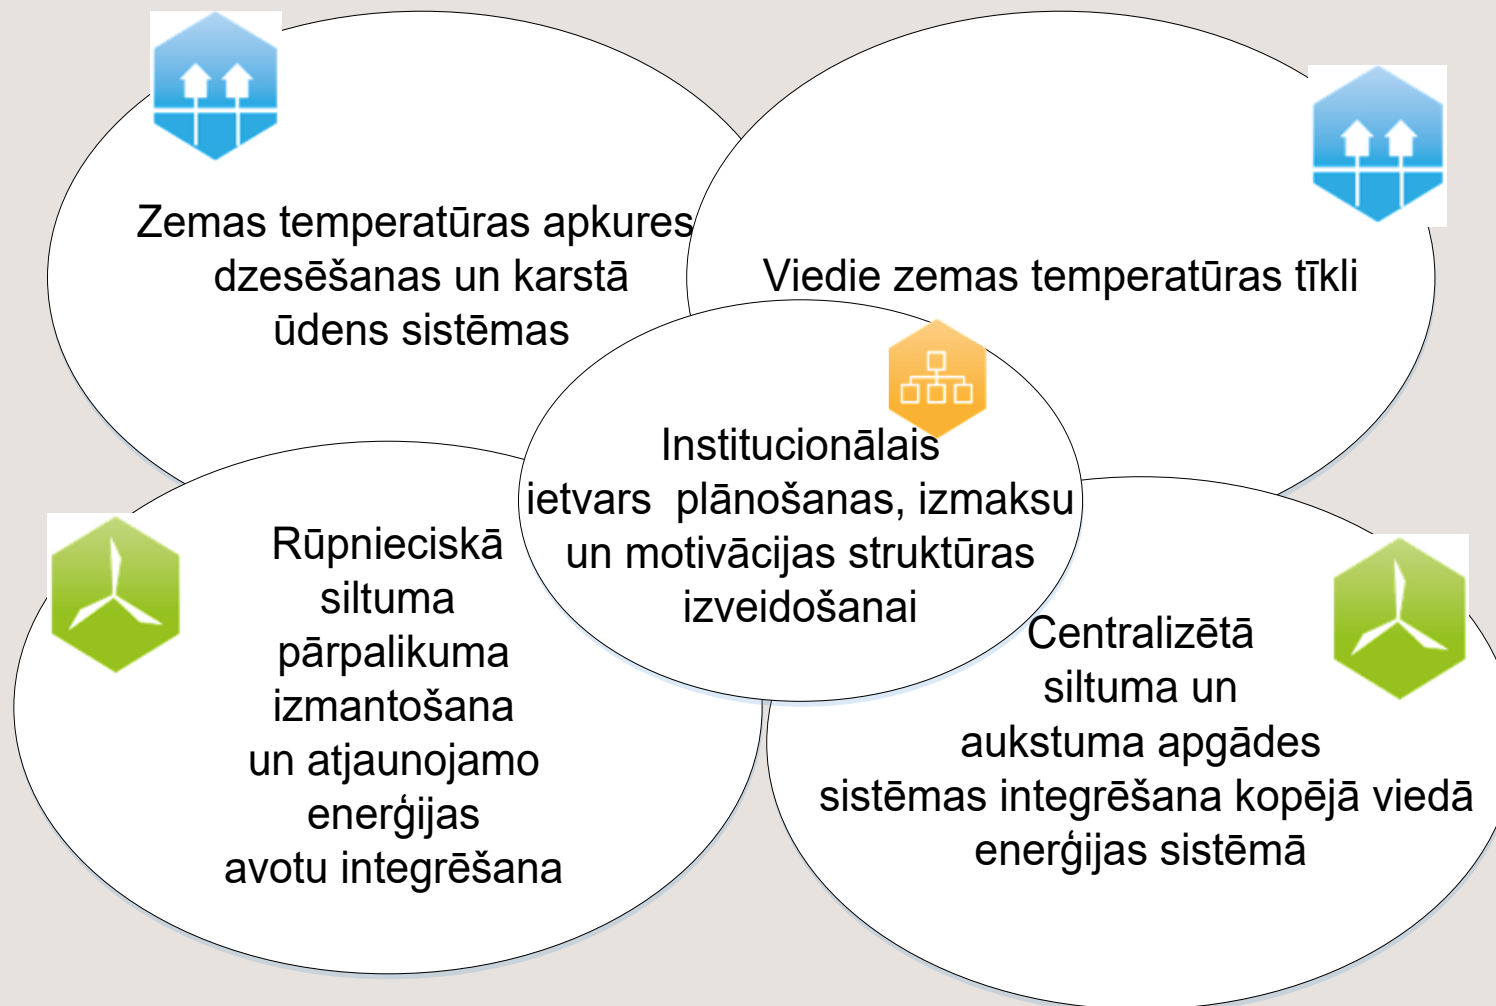 Zemas temperatūras apkures
dzesēšanas un karstā
ūdens sistēmas
Viedie zemas temperatūras tīkli
Institucionālais
ietvars  plānošanas, izmaksu
un motivācijas struktūras
izveidošanai
Rūpnieciskā
siltuma
pārpalikuma
izmantošana
un atjaunojamo
enerģijas
avotu integrēšana
Centralizētā
siltuma un
aukstuma apgādes
sistēmas integrēšana kopējā viedā
enerģijas sistēmā